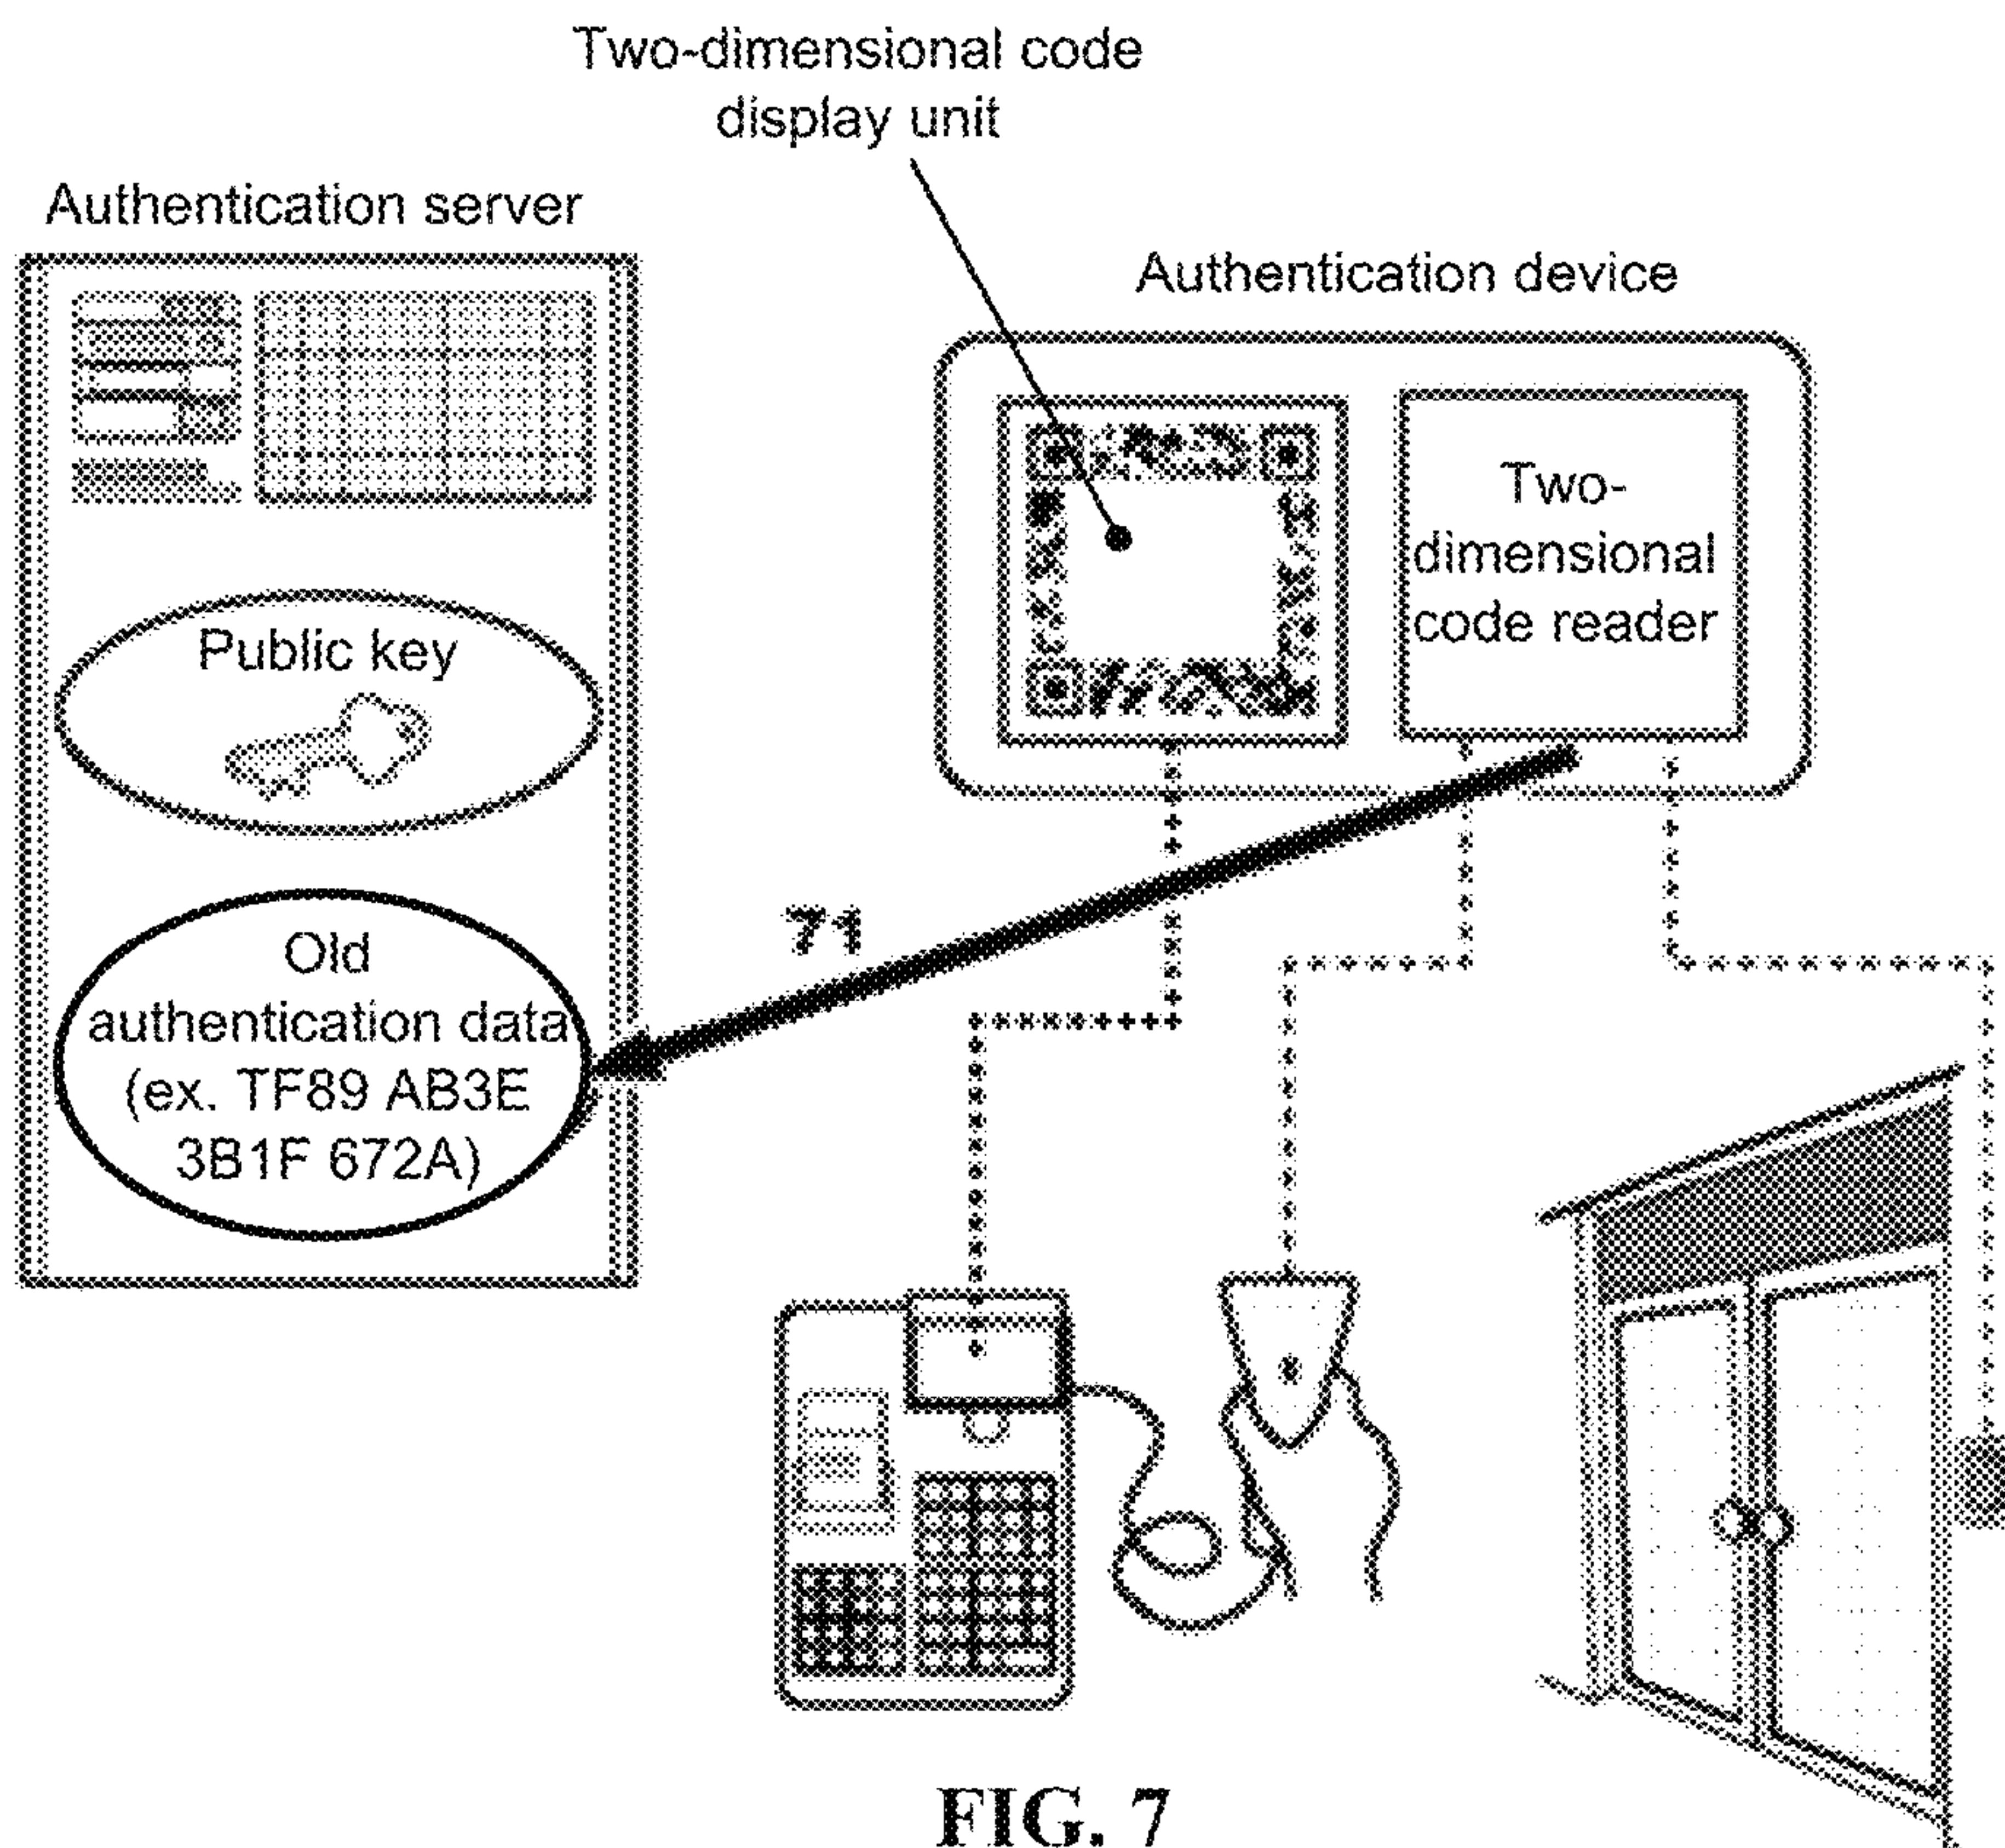 Two-dimensional code
display unit
Authentication server
Authentication device
Two-
dimensional
code reader
Public key
71
Old
authentication data
(ex. TF89 AB3E
3B1F 672A)
FIG. 7